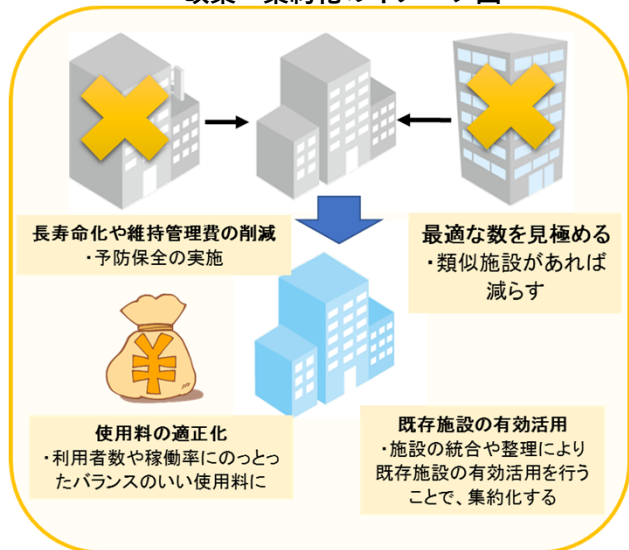 長寿命化や維持管理費の削減
・予防保全の実施
最適な数を見極める
・類似施設があれば
減らす
使用料の適正化
・利用者数や稼働率にのっとっ
たバランスのいい使用料に
既存施設の有効活用
・施設の統合や整理により
既存施設の有効活用を行う
ことで、集約化する